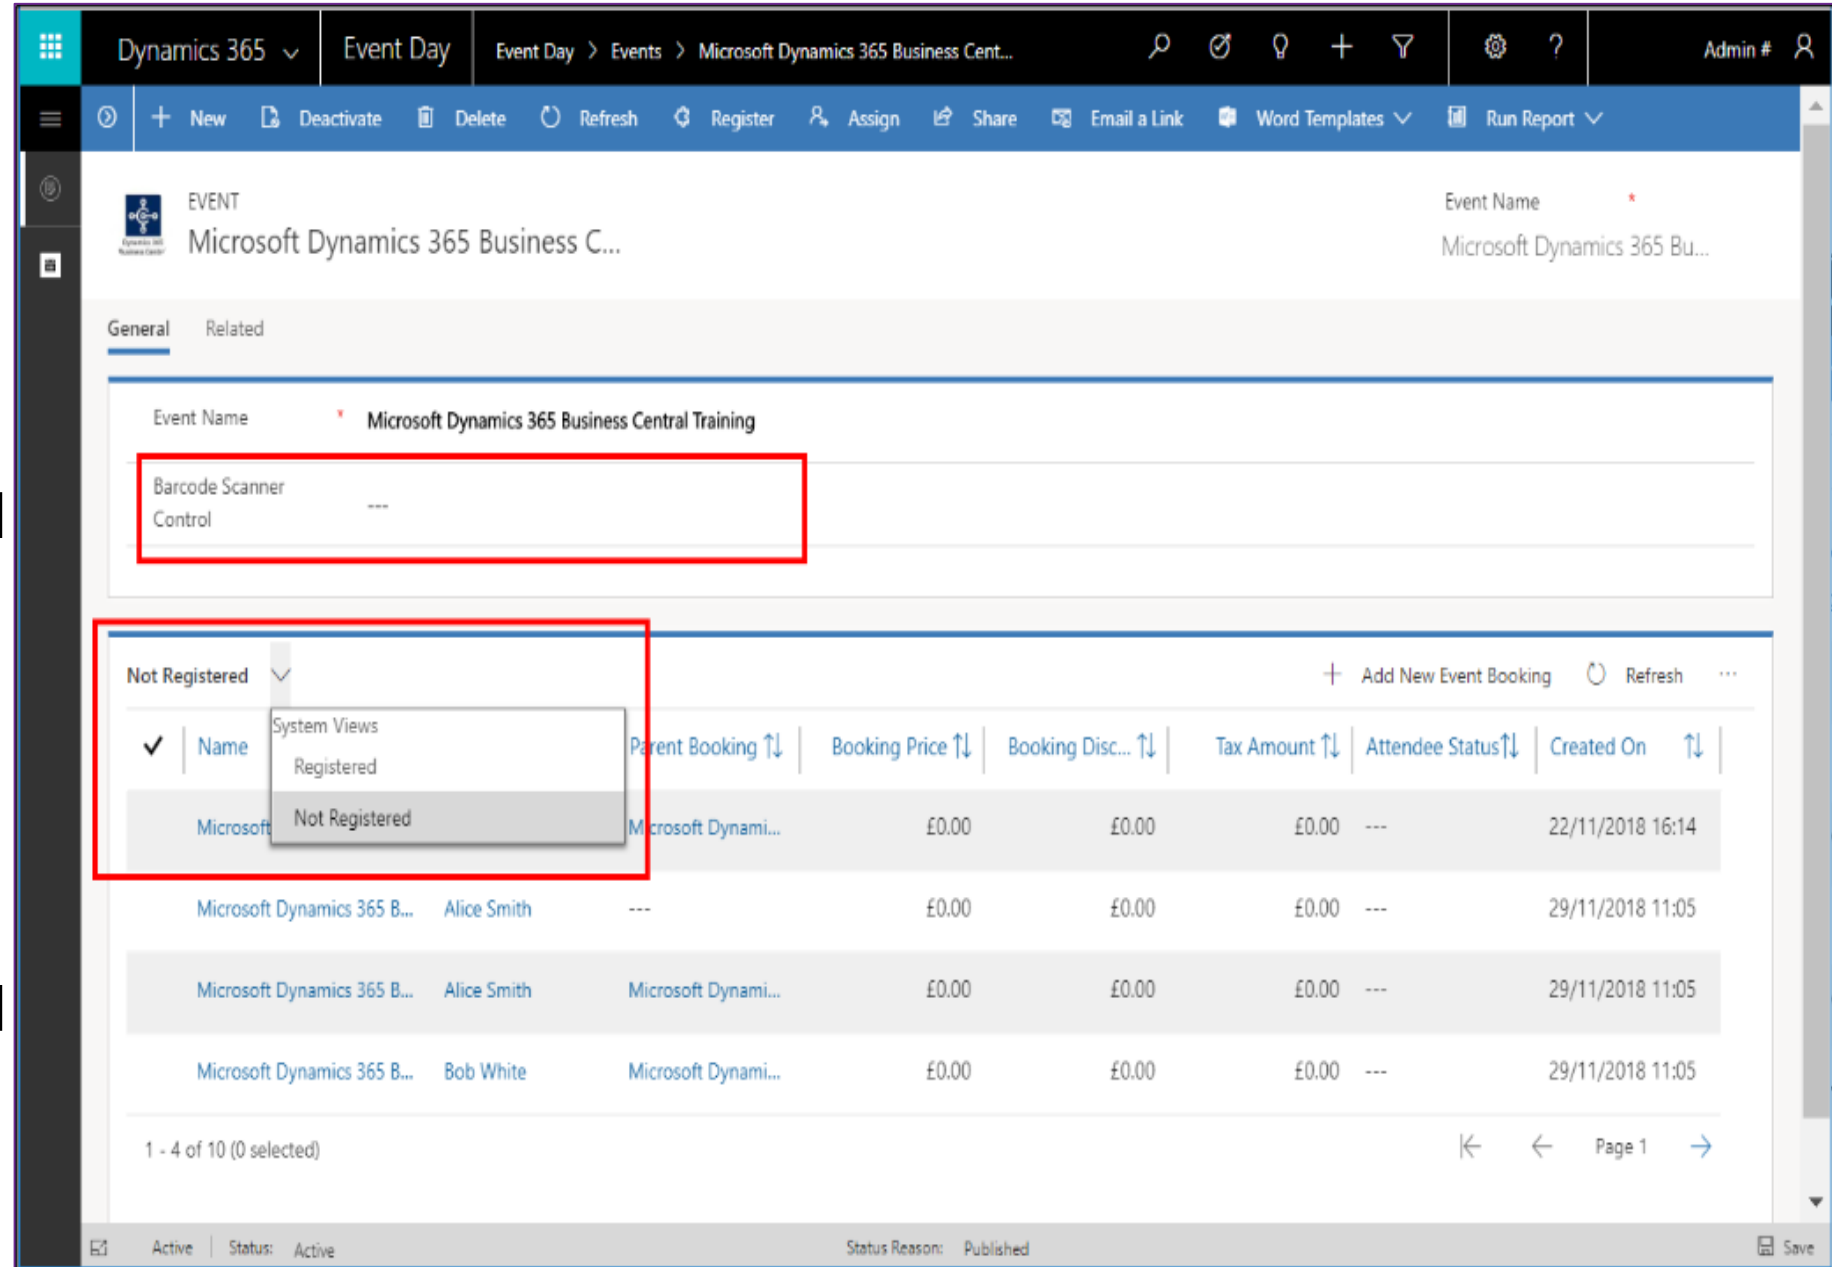 Dynamics 365 Event Day Event Day > Events > Microsoft Dynamics 365 Business Cent... Admin #
New Deactivate Delete Refresh Register Assign Share Email a Link Word Templates Run Report
EVENT
Microsoft Dynamics 365 Business C...
Event Name *
Microsoft Dynamics 365 Bu...
General Related
Event Name * Microsoft Dynamics 365 Business Central Training
Barcode Scanner
Control ---
Not Registered
Add New Event Booking Refresh ...
System Views
Registered
Not Registered
Name Parent Booking Booking Price Booking Disc... Tax Amount Attendee Status Created On
Microsoft Microsoft Dynami... £0.00 £0.00 £0.00 --- 22/11/2018 16:14
Microsoft Dynamics 365 B... Alice Smith --- £0.00 £0.00 £0.00 --- 29/11/2018 11:05
Microsoft Dynamics 365 B... Alice Smith Microsoft Dynami... £0.00 £0.00 £0.00 --- 29/11/2018 11:05
Microsoft Dynamics 365 B... Bob White Microsoft Dynami... £0.00 £0.00 £0.00 --- 29/11/2018 11:05
1 - 4 of 10 (0 selected) Page 1
Active Status: Active Status Reason: Published Save